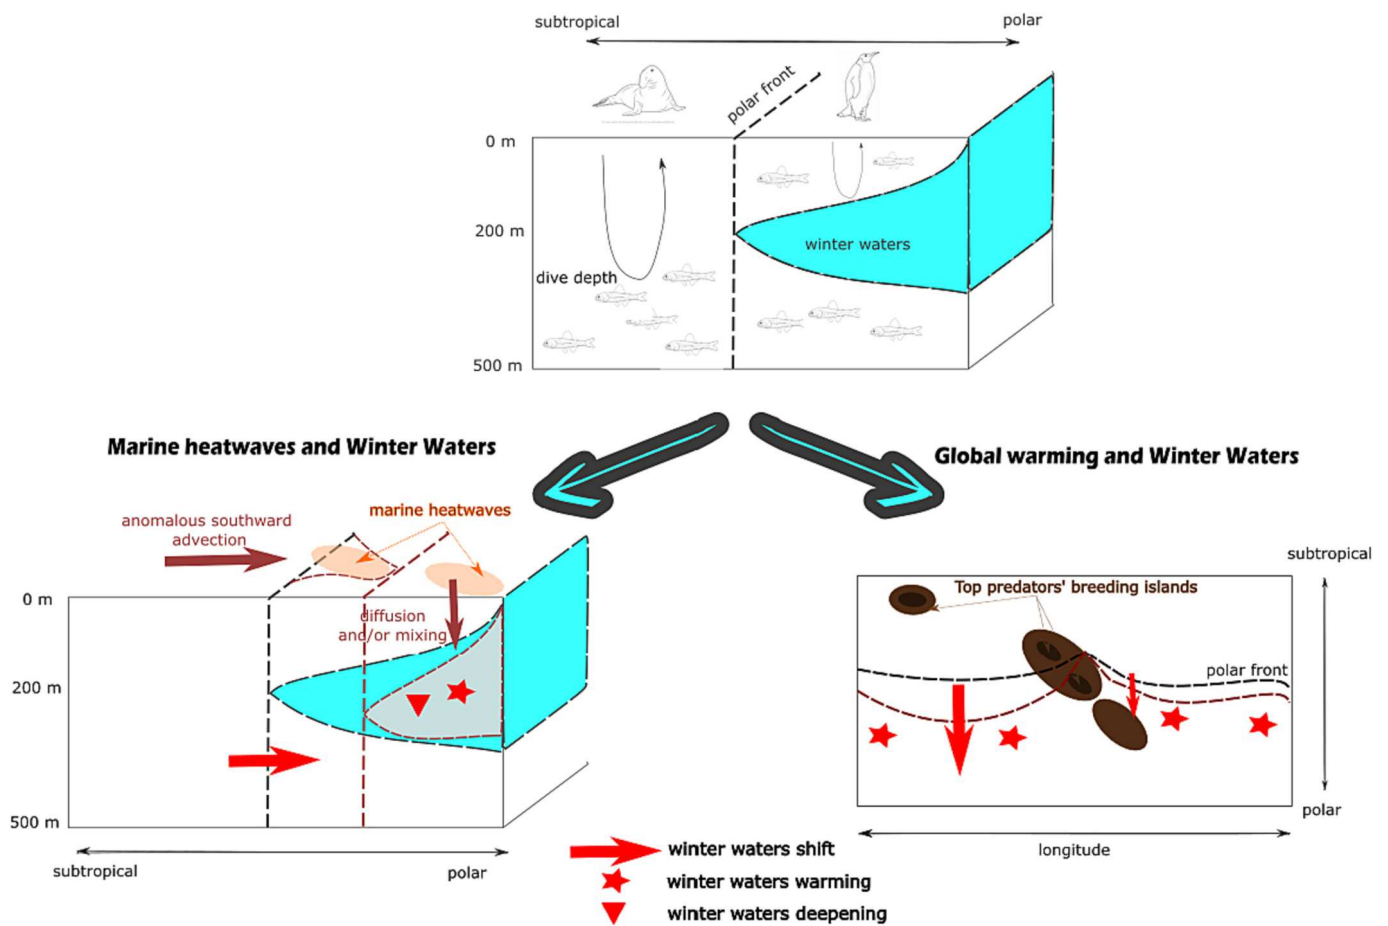 subtropical
polar
polar front
0 m
200 m
winter waters
dive depth
500 m
Marine heatwaves and Winter Waters
Global warming and Winter Waters
marine heatwaves
anomalous southward
advection
0 m
diffusion
and/or mixing
200 m
500 m
subtropical
polar
subtropical
Top predators' breeding islands
polar front
polar
longitude
winter waters shift
winter waters warming
winter waters deepening